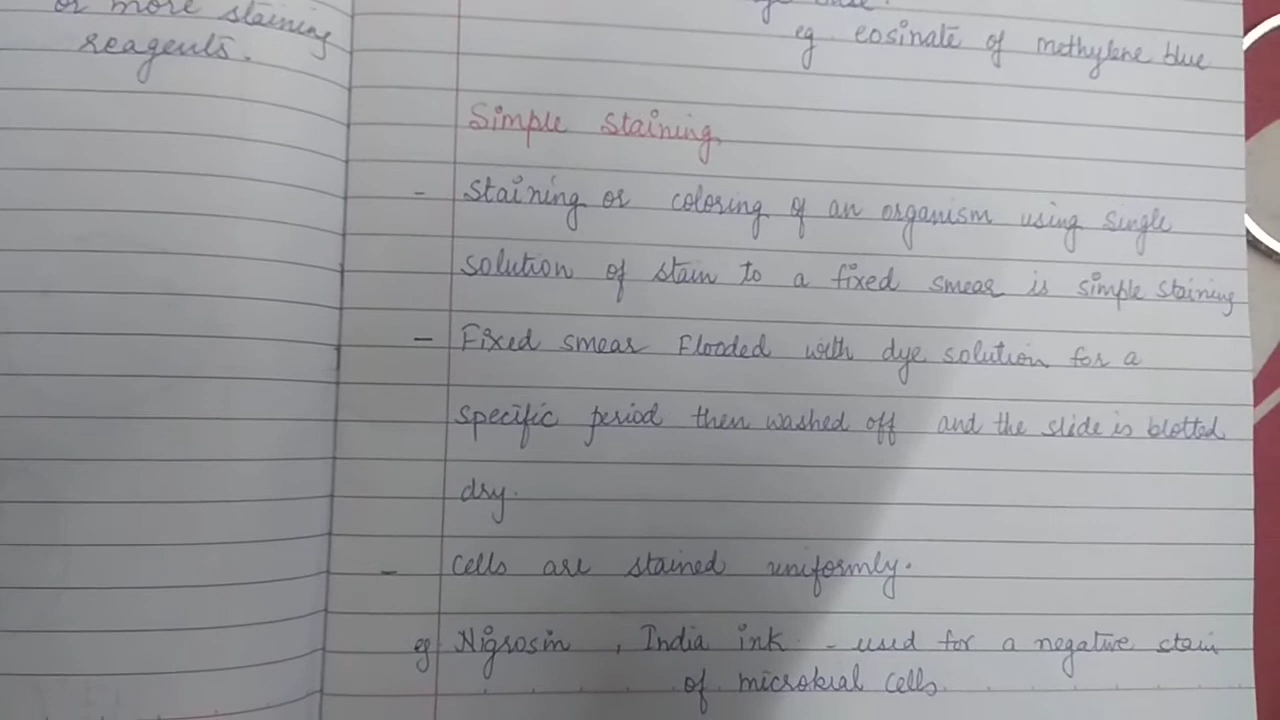 or more staining
reagents.
eg eosinate of methylene blue
Simple Staining
- Staining or coloring of an organism using single
solution of stain to a fixed smear is simple staining
- Fixed smear Flooded with dye solution for a
specific period then washed off and the slide is blotted
dry.
- cells are stained uniformly.
eg Nigrosin, India ink - used for a negative stain
of microbial cells.